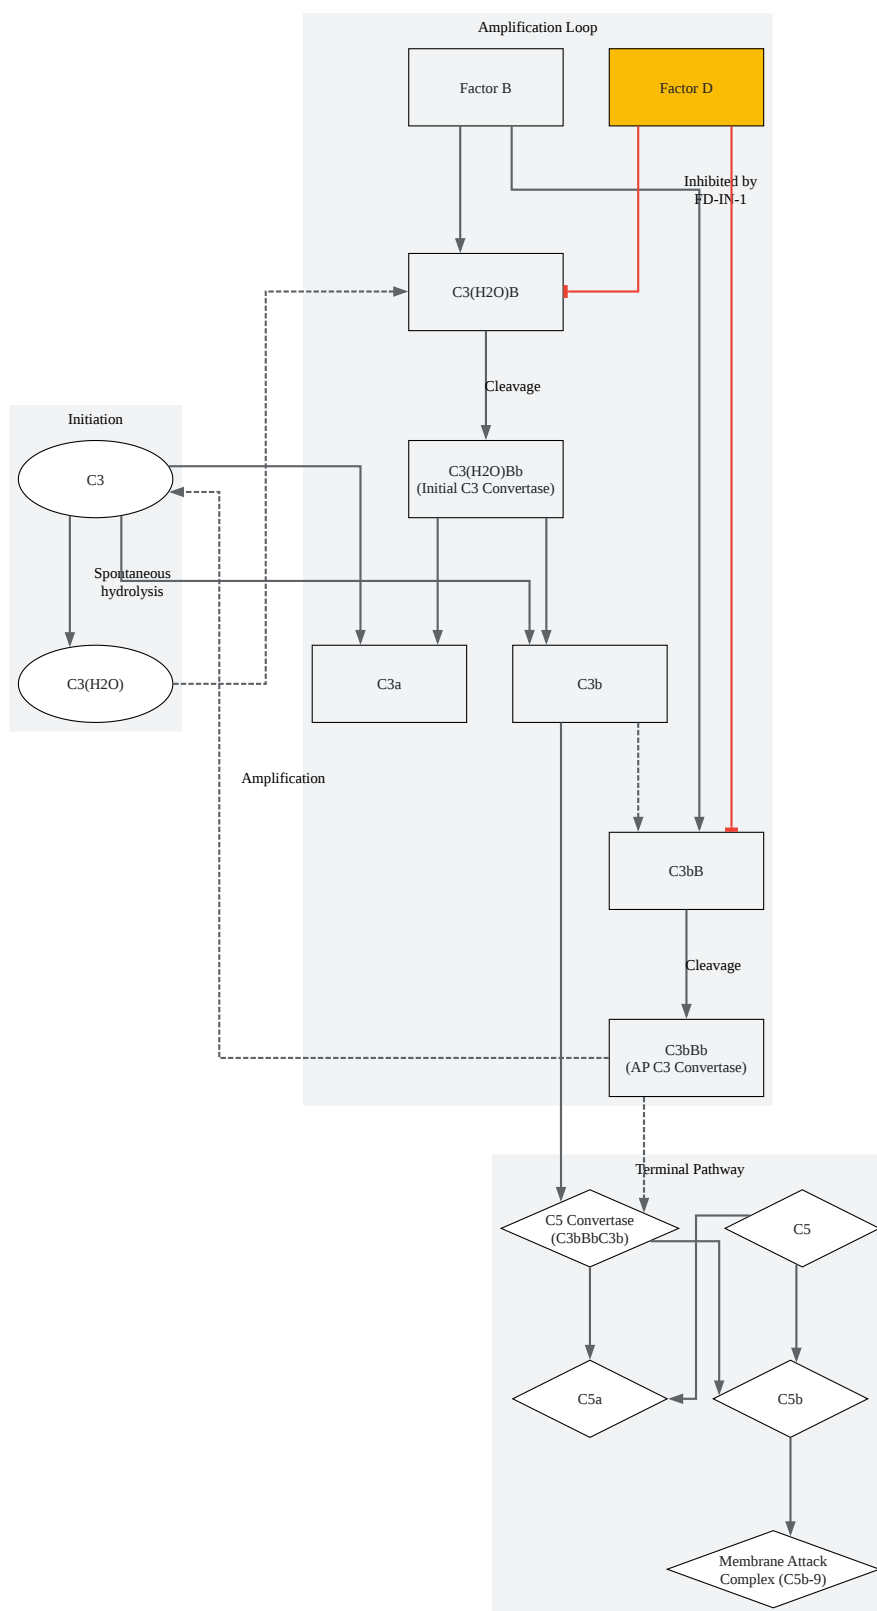 Amplification Loop
Factor B
Factor D
Inhibited by
FD-IN-1
C3(H2O)B
Cleavage
Initiation
C3
C3(H2O)Bb
(Initial C3 Convertase)
Spontaneous
hydrolysis
C3(H2O)
C3a
C3b
Amplification
C3bB
Cleavage
C3bBb
(AP C3 Convertase)
Terminal Pathway
C5 Convertase
(C3bBbC3b)
C5
C5a
C5b
Membrane Attack
Complex (C5b-9)